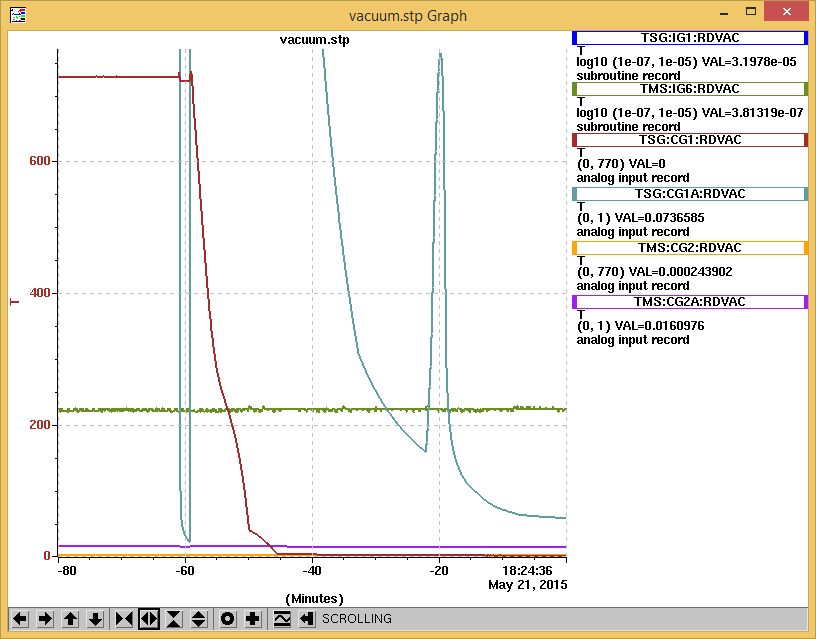 vacuum.stp Graph
vacuum.stp
TSG:IG1:RDVAC
T
log10 (1e-07, 1e-05) VAL=3.1978e-05
subroutine record
TMS:IG6:RDVAC
T
log10 (1e-07, 1e-05) VAL=3.81319e-07
subroutine record
TSG:CG1:RDVAC
T
(0, 770) VAL=0
analog input record
TSG:CG1A:RDVAC
T
(0, 1) VAL=0.0736585
analog input record
TMS:CG2:RDVAC
T
(0, 770) VAL=0.000243902
analog input record
TMS:CG2A:RDVAC
T
(0, 1) VAL=0.0160976
analog input record
T
600
400
200
0
-80
-60
-40
-20
18:24:36
May 21, 2015
(Minutes)
SCROLLING